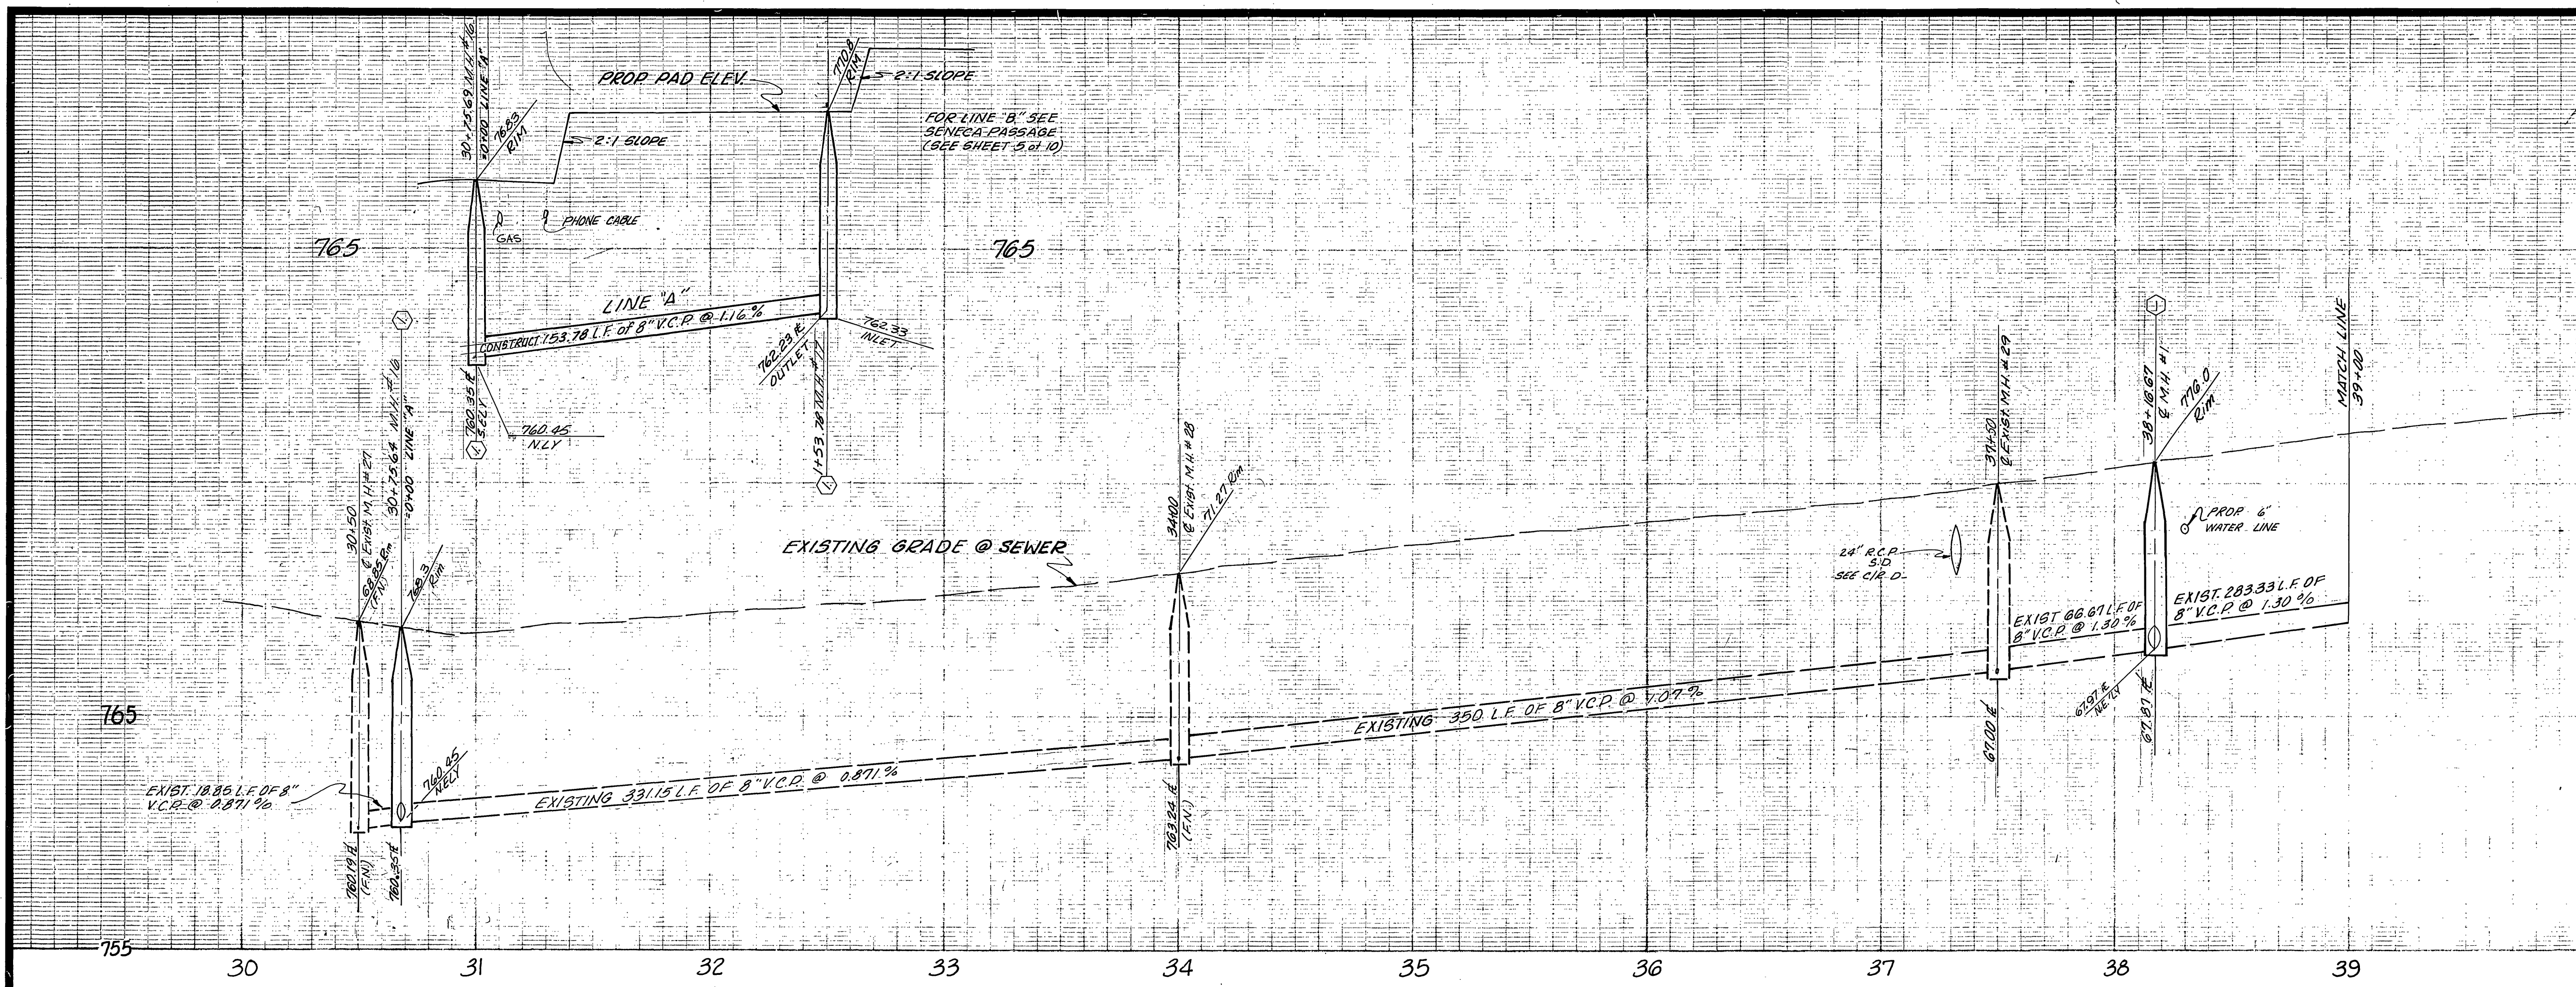 30+75.69 M.H. # 16
=0+00 LINE "A"
768.3
RIM
PROP PAD ELEV.
770.8
RIM
2:1 SLOPE
2:1 SLOPE
FOR LINE "B" SEE
SENECA PASSAGE
(SEE SHEET 5 of 10)
PHONE CABLE
GAS
765
765
LINE "A"
CONSTRUCT 153.78 L.F. of 8" V.C.P. @ 1.16 %
762.23 ℄
OUTLET
762.33
INLET
1+53.78 M.H. # 17
760.35 ℄
S.ELY
760.45
N.LY
30+50
℄ Exist. M.H. # 27
68.85 Rim
(F.N.)
30+75.64 M.H. # 16
=0+00 LINE "A"
768.3
Rim
34+00
℄ Exist. M.H. # 28
71.27 Rim
EXISTING GRADE @ SEWER
37+50
℄ EXIST. M.H. # 29
38+16.67
℄ M.H. #1
776.0
Rim
MATCH LINE
39+00
PROP 6"
WATER LINE
24" R.C.P.
S.D.
SEE C/R D
EXIST 66.67 L.F. OF
8" V.C.P. @ 1.30 %
EXIST. 283.33 L.F. OF
8" V.C.P. @ 1.30 %
765
EXIST. 18.85 L.F. OF 8"
V.C.P. @ 0.871 %
760.45
N.ELY
EXISTING 331.15 L.F. OF 8" V.C.P. @ 0.871 %
EXISTING 350 L.F. OF 8" V.C.P. @ 1.07 %
760.19 ℄
(F.N.)
760.35 ℄
763.24 ℄
(F.N.)
67.00 ℄
67.97 ℄
N.E.'LY
67.87 ℄
755
30 31 32 33 34 35 36 37 38 39